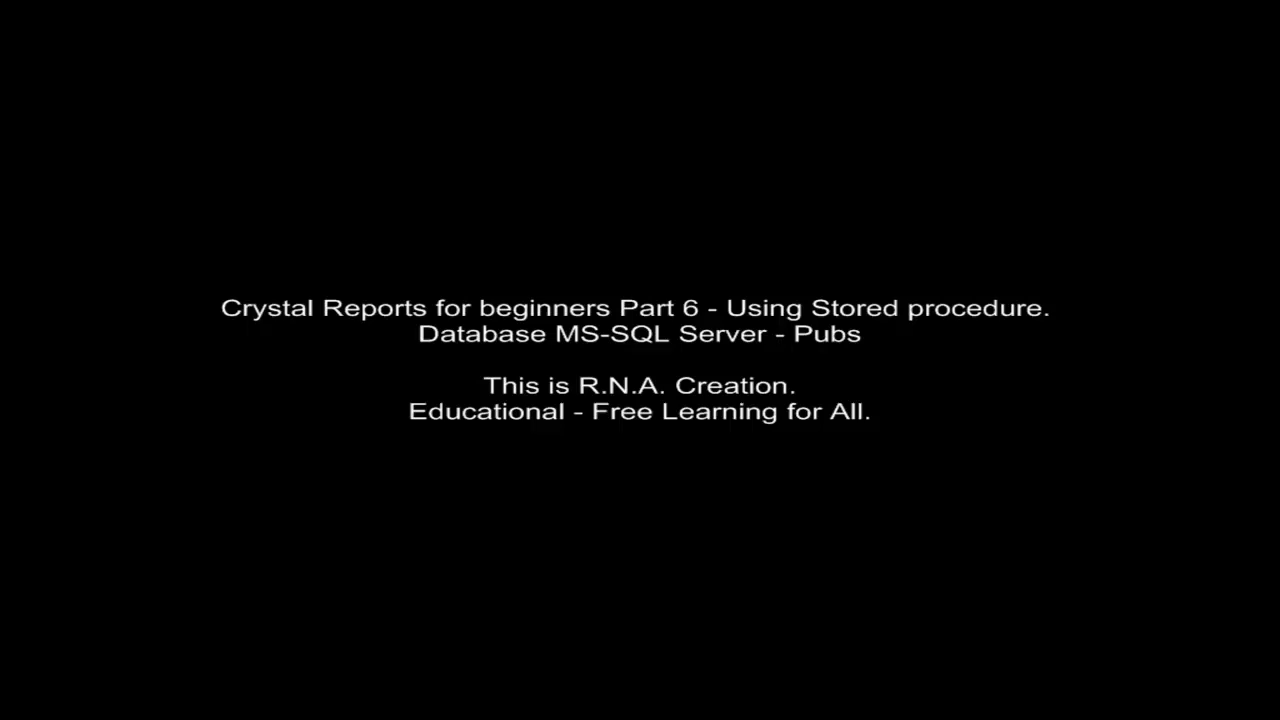 Crystal Reports for beginners Part 6 - Using Stored procedure.
Database MS-SQL Server - Pubs
This is R.N.A. Creation.
Educational - Free Learning for All.